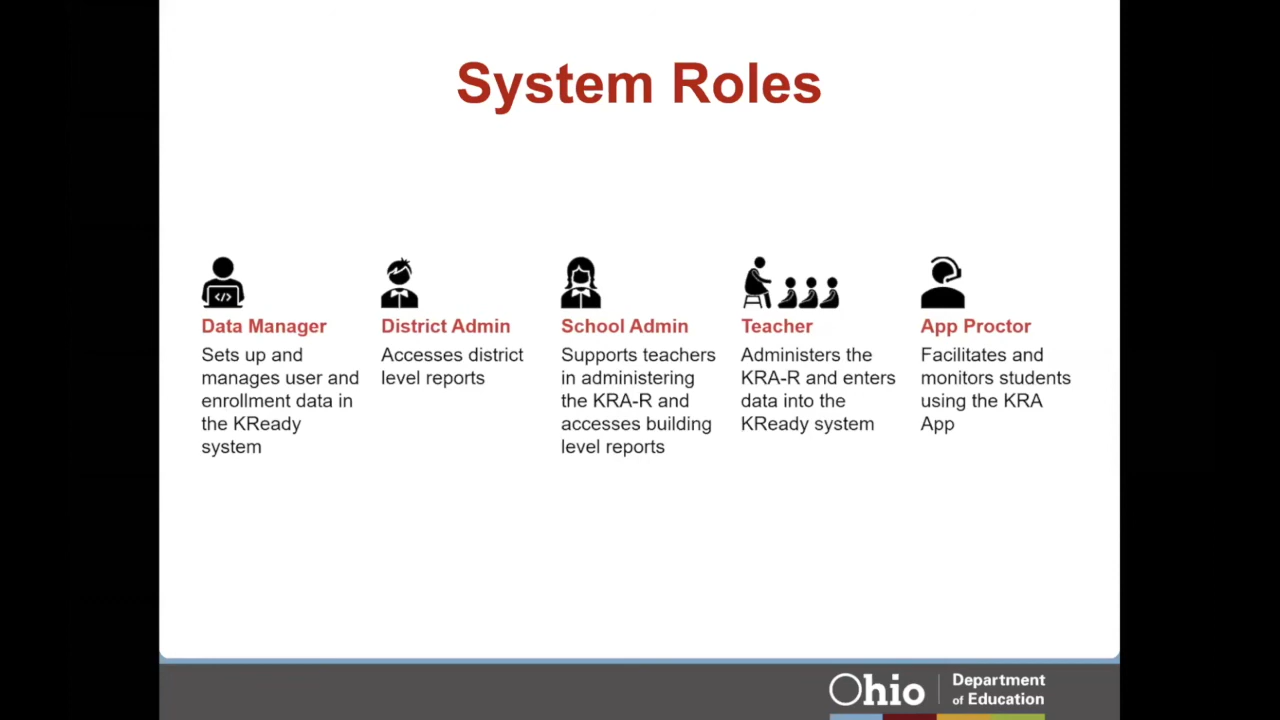 System Roles
</>
Data Manager
Sets up and
manages user and
enrollment data in
the KReady
system
District Admin
Accesses district
level reports
School Admin
Supports teachers
in administering
the KRA-R and
accesses building
level reports
Teacher
Administers the
KRA-R and enters
data into the
KReady system
App Proctor
Facilitates and
monitors students
using the KRA
App
Ohio
Department
of Education